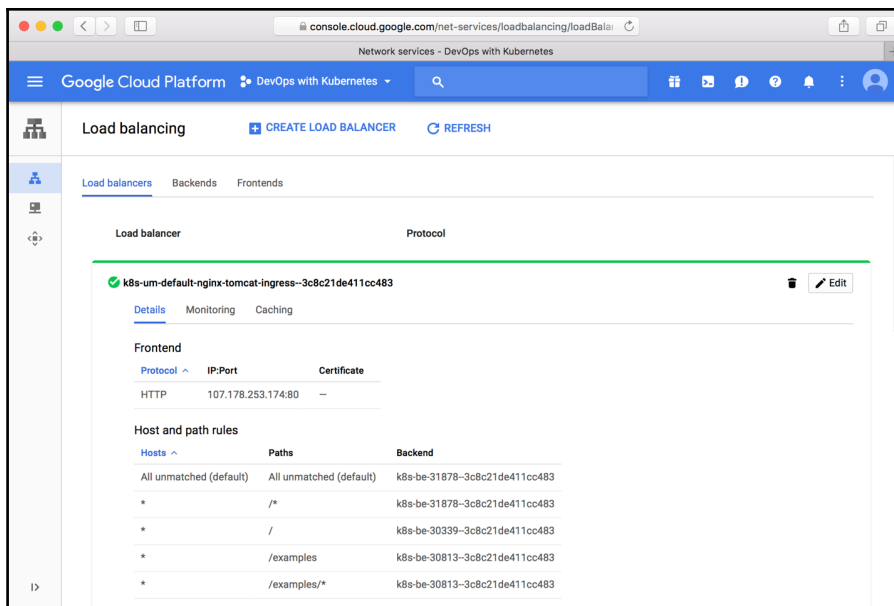 console.cloud.google.com/net-services/loadbalancing/loadBalar
Network services - DevOps with Kubernetes
Google Cloud Platform DevOps with Kubernetes
Load balancing CREATE LOAD BALANCER REFRESH
Load balancers Backends Frontends
Load balancer Protocol
k8s-um-default-nginx-tomcat-ingress--3c8c21de411cc483 Edit
Details Monitoring Caching
Frontend
Protocol IP:Port Certificate
HTTP 107.178.253.174:80 —
Host and path rules
Hosts Paths Backend
All unmatched (default) All unmatched (default) k8s-be-31878--3c8c21de411cc483
* /* k8s-be-31878--3c8c21de411cc483
* / k8s-be-30339--3c8c21de411cc483
* /examples k8s-be-30813--3c8c21de411cc483
* /examples/* k8s-be-30813--3c8c21de411cc483